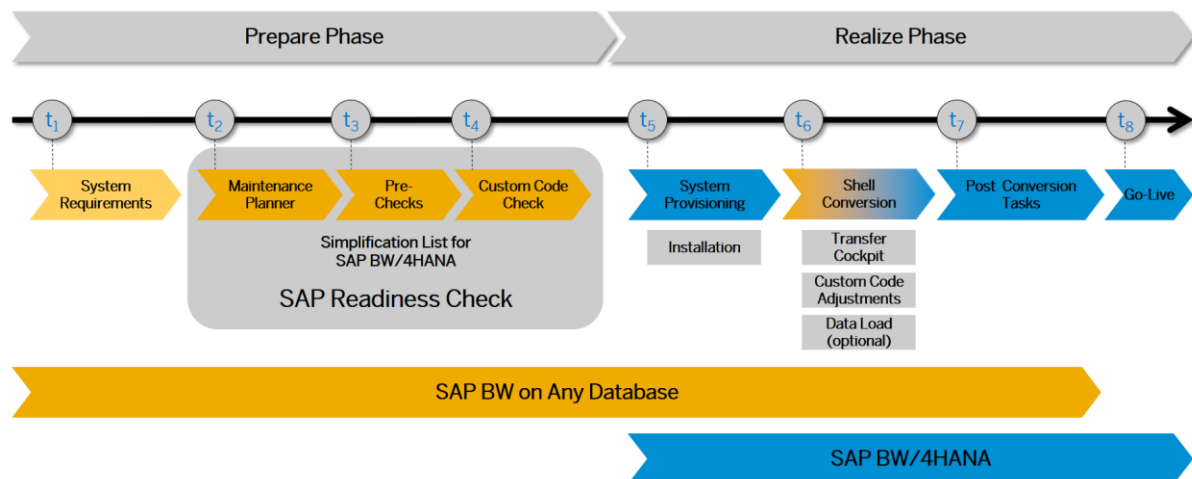 Prepare Phase
Realize Phase
t1
t2
t3
t4
t5
t6
t7
t8
System
Requirements
Maintenance
Planner
Pre-
Checks
Custom Code
Check
System
Provisioning
Shell
Conversion
Post Conversion
Tasks
Go-Live
Simplification List for
SAP BW/4HANA
SAP Readiness Check
Installation
Transfer
Cockpit
Custom Code
Adjustments
Data Load
(optional)
SAP BW on Any Database
SAP BW/4HANA